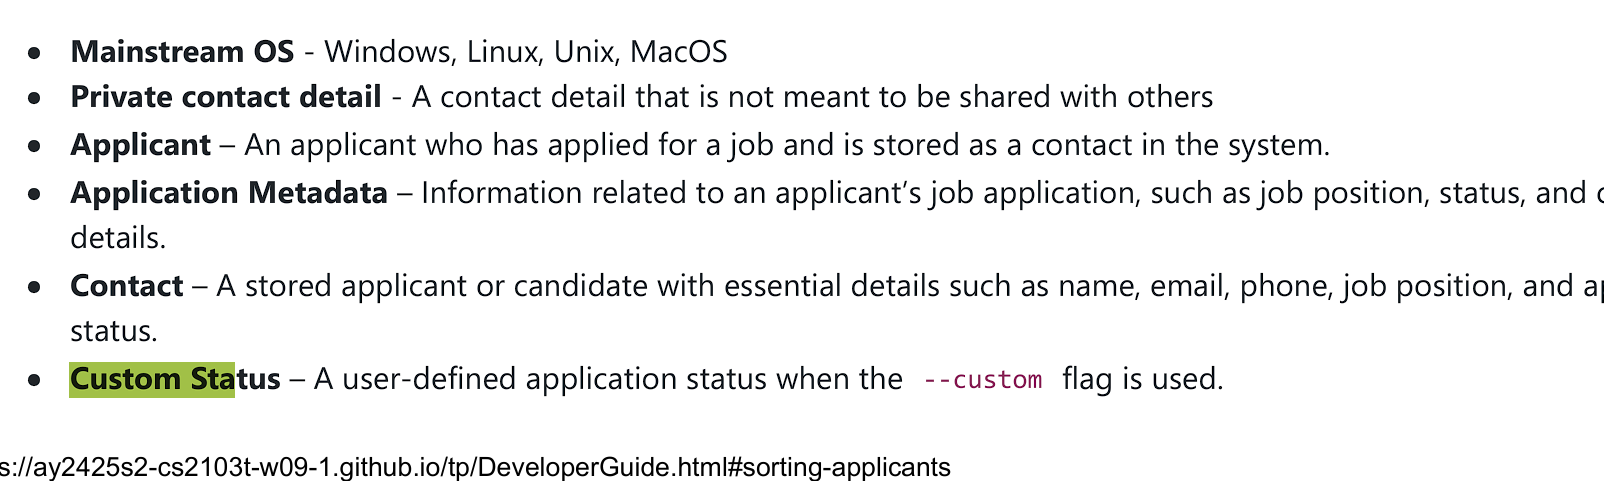 • Mainstream OS - Windows, Linux, Unix, MacOS
• Private contact detail - A contact detail that is not meant to be shared with others
• Applicant – An applicant who has applied for a job and is stored as a contact in the system.
• Application Metadata – Information related to an applicant’s job application, such as job position, status, and
details.
• Contact – A stored applicant or candidate with essential details such as name, email, phone, job position, and
status.
• Custom Status – A user-defined application status when the --custom flag is used.
s://ay2425s2-cs2103t-w09-1.github.io/tp/DeveloperGuide.html#sorting-applicants